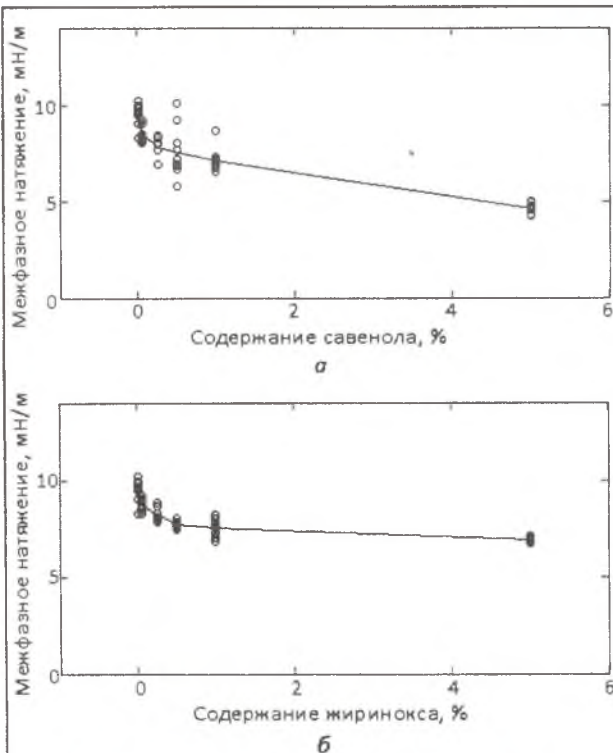 Межфазное натяжение, мН/м
10
5
0
0
2
4
6
Содержание савенола, %
а
Межфазное натяжение, мН/м
10
5
0
0
2
4
6
Содержание жиринокса, %
б